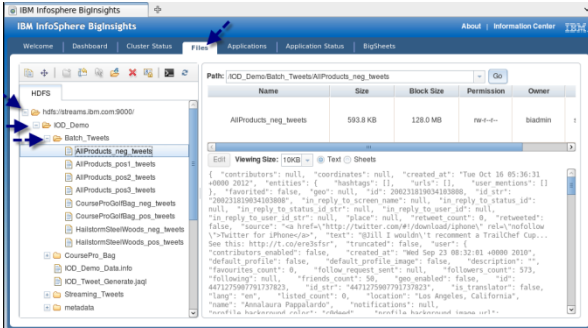 IBM InfoSphere BigInsights
IBM InfoSphere BigInsights
About | Information Center
IBM
Welcome | Dashboard | Cluster Status | Files | Applications | Application Status | BigSheets
HDFS
hdfs://streams.ibm.com:9000/
IOD_Demo
Batch_Tweets
AllProducts_neg_tweets
AllProducts_pos1_tweets
AllProducts_pos2_tweets
AllProducts_pos3_tweets
CourseProGolfBag_neg_tweets
CourseProGolfBag_pos_tweets
HailstormSteelWoods_neg_tweets
HailstormSteelWoods_pos_tweets
CoursePro_Bag
IOD_Demo_Data.info
IOD_Tweet_Generate.jaql
Streaming_Tweets
metadata
Path: /IOD_Demo/Batch_Tweets/AllProducts_neg_tweets Go
Name Size Block Size Permission Owner
AllProducts_neg_tweets 593.8 KB 128.0 MB rw-r--r-- biadmin
Edit Viewing Size: 10KB Text Sheets
{ "contributors": null, "coordinates": null, "created_at": "Tue Oct 16 05:36:31
+0000 2012", "entities": { "hashtags": [], "urls": [], "user_mentions": []
}, "favorited": false, "geo": null, "id": 200231819034103808, "id_str":
"200231819034103808", "in_reply_to_screen_name": null, "in_reply_to_status_id":
null, "in_reply_to_status_id_str": null, "in_reply_to_user_id": null,
"in_reply_to_user_id_str": null, "place": null, "retweet_count": 0, "retweeted":
false, "source": "<a href=\"http://twitter.com/#!/download/iphone\" rel=\"nofollow
\">Twitter for iPhone</a>", "text": "@Bill I wouldn\'t recommend a TrailChef Cup...
See this: http://t.co/ere3sfsr", "truncated": false, "user": {
"contributors_enabled": false, "created_at": "Wed Sep 23 08:32:01 +0000 2010",
"default_profile": false, "default_profile_image": false, "description": "",
"favourites_count": 0, "follow_request_sent": null, "followers_count": 573,
"following": null, "friends_count": 50, "geo_enabled": false, "id":
4471275907791737823, "id_str": "4471275907791737823", "is_translator": false,
"lang": "en", "listed_count": 0, "location": "Los Angeles, California",
"name": "Annalaura Pappalardo", "notifications": null,